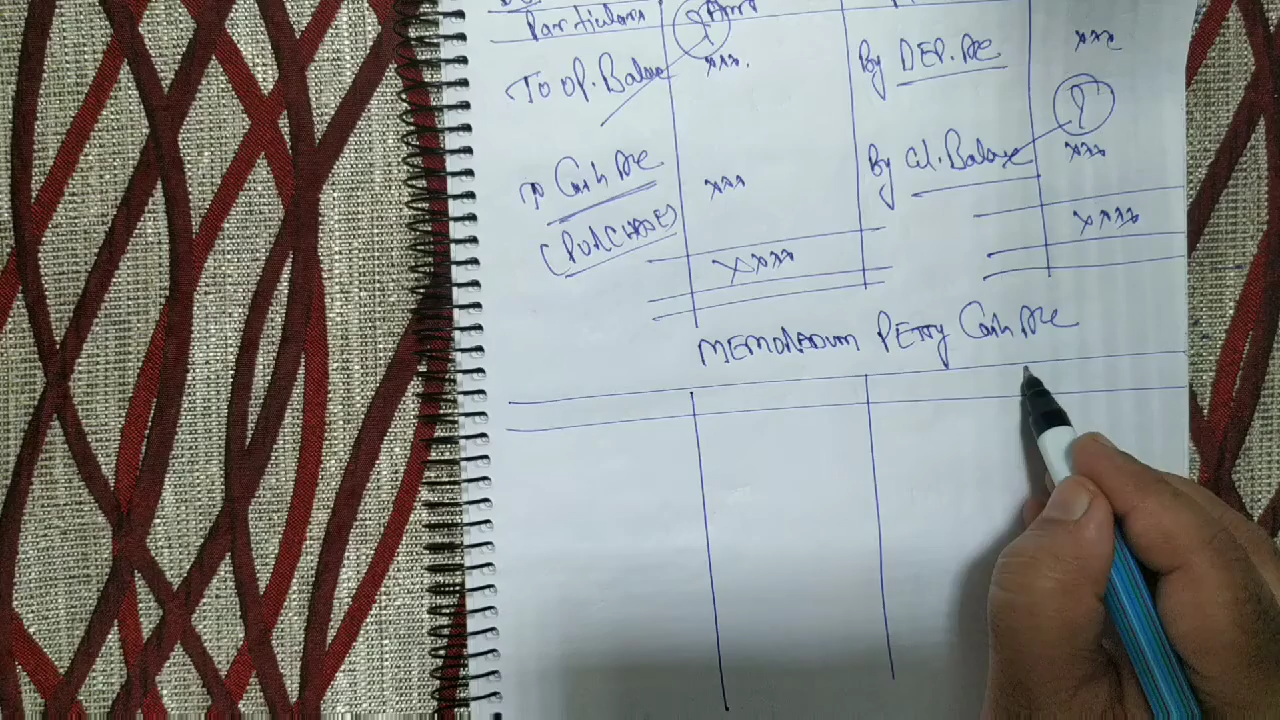 Particulars Amt
To op. Balance xxx. By DEP. A/c xxx
To Cash A/c xxx By Cl. Balance xxx
(PURCHASES) xxxx
xxxx
MEMORANDUM PETTY Cash A/c